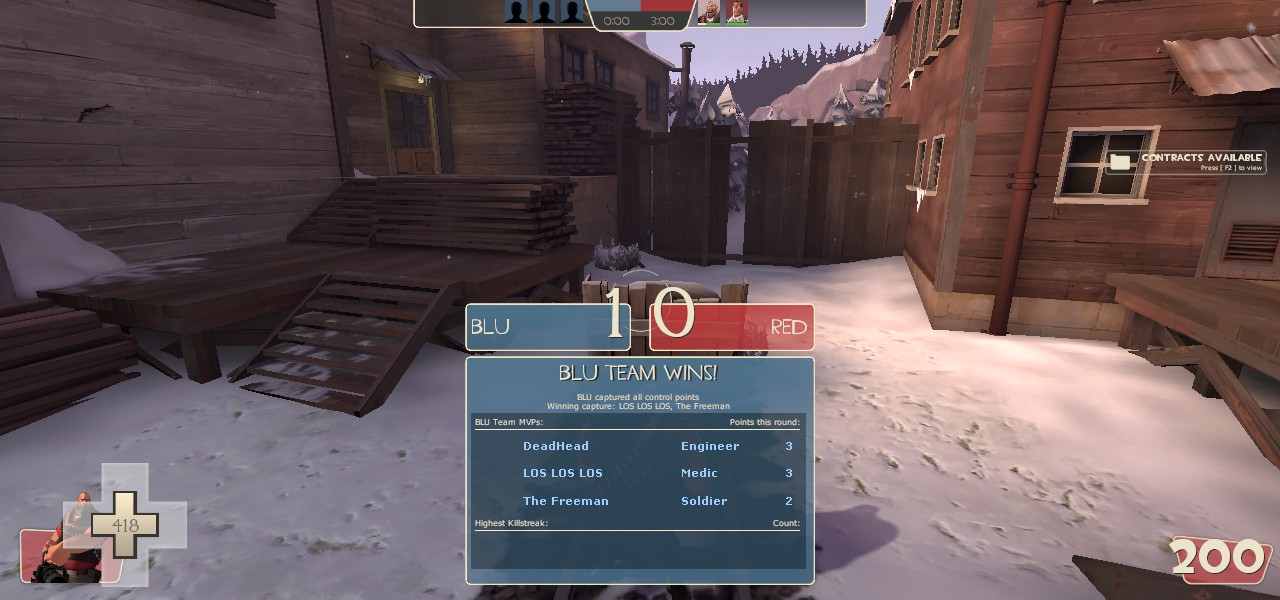 0:00 3:00
CONTRACTS AVAILABLE
Press [ F2 ] to view
BLU 1 0 RED
BLU TEAM WINS!
BLU captured all control points
Winning capture: LOS LOS LOS, The Freeman
BLU Team MVPs: Points this round:
DeadHead Engineer 3
LOS LOS LOS Medic 3
The Freeman Soldier 2
Highest Killstreak: Count:
418
200